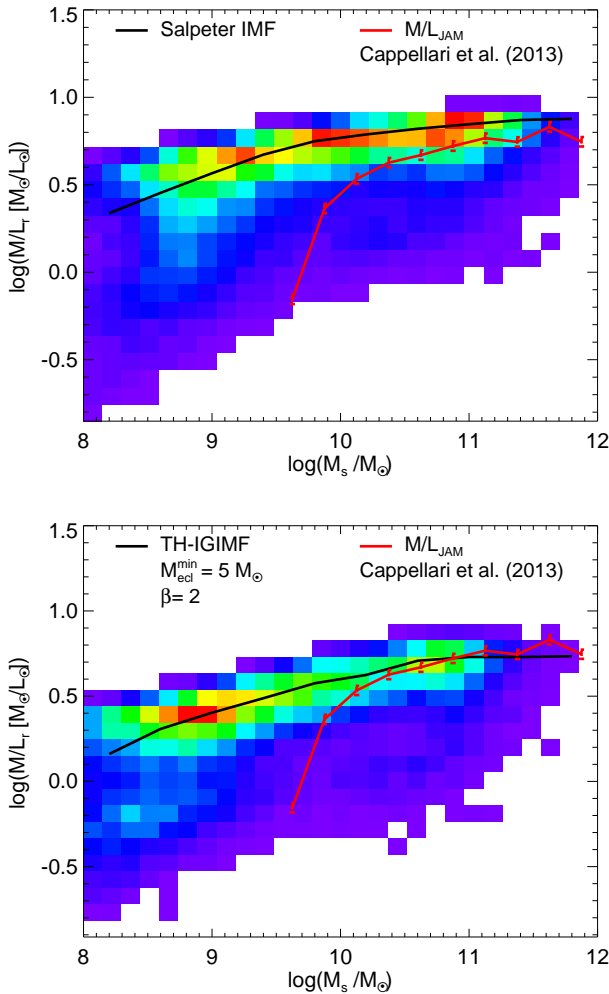 Salpeter IMF
M/L_JAM
Cappellari et al. (2013)
1.5
1.0
0.5
0.0
-0.5
log(M/L_r [M_⊙/L_⊙])
8 9 10 11 12
log(M_s/M_⊙)
TH-IGIMF
M_ecl^min = 5 M_⊙
β= 2
M/L_JAM
Cappellari et al. (2013)
1.5
1.0
0.5
0.0
-0.5
log(M/L_r [M_⊙/L_⊙])
8 9 10 11 12
log(M_s/M_⊙)